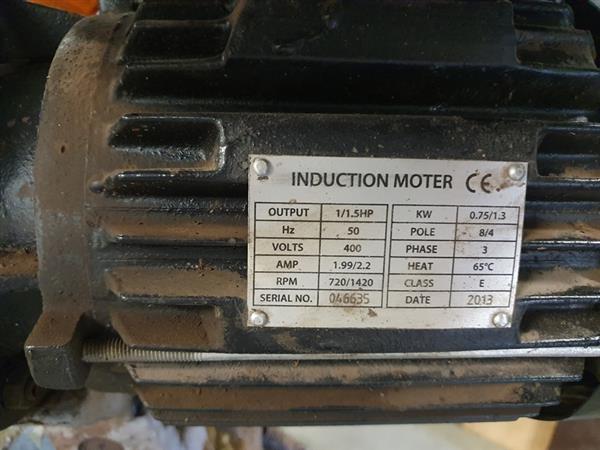 INDUCTION MOTER CE.
OUTPUT 1/1.5HP KW 0.75/1.3
Hz 50 POLE 8/4
VOLTS 400 PHASE 3
AMP 1.99/2.2 HEAT 65°C
RPM 720/1420 CLASS E
SERIAL NO. 046635 DATE 2013